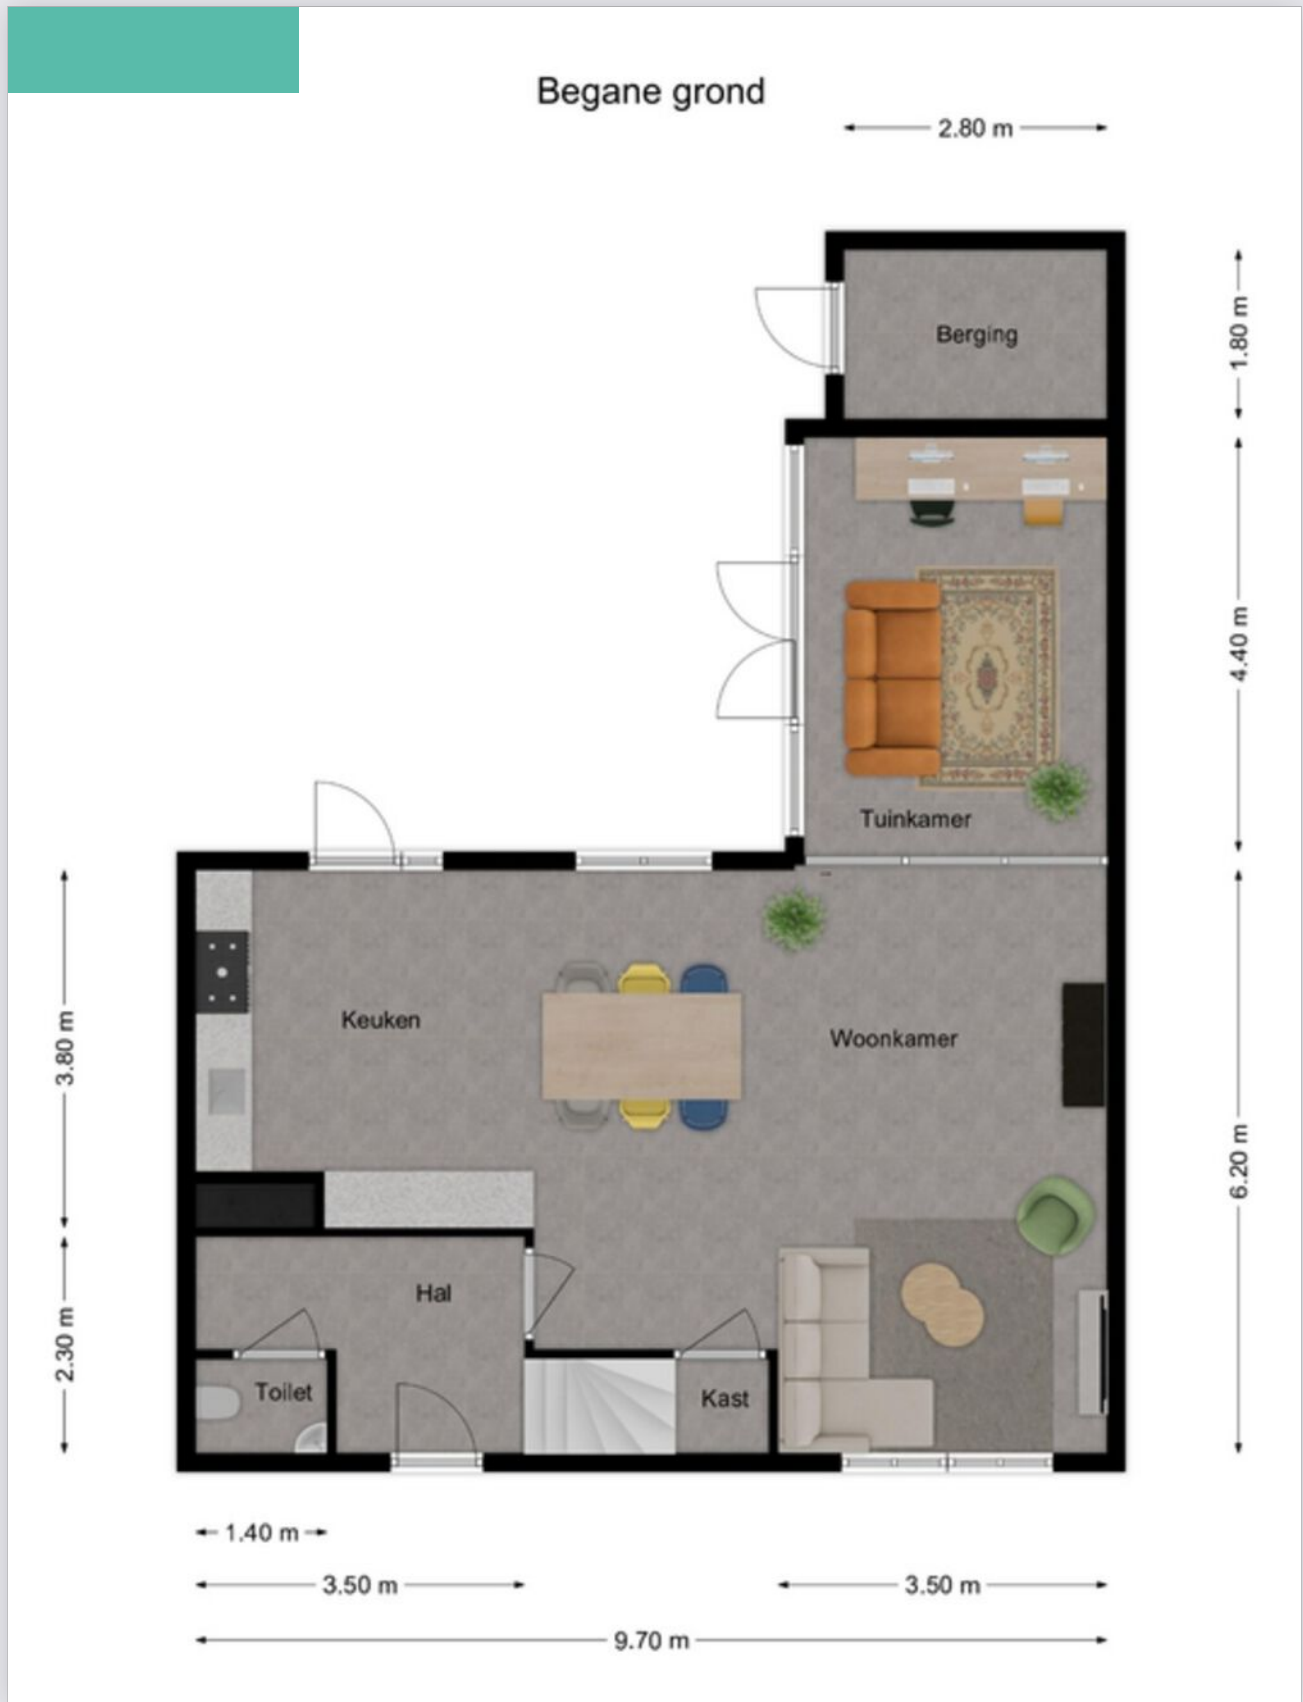 Begane grond
2.80 m
Berging
1.80 m
4.40 m
Tuinkamer
Keuken
Woonkamer
3.80 m
6.20 m
Hal
2.30 m
Toilet
Kast
1.40 m
3.50 m
3.50 m
9.70 m